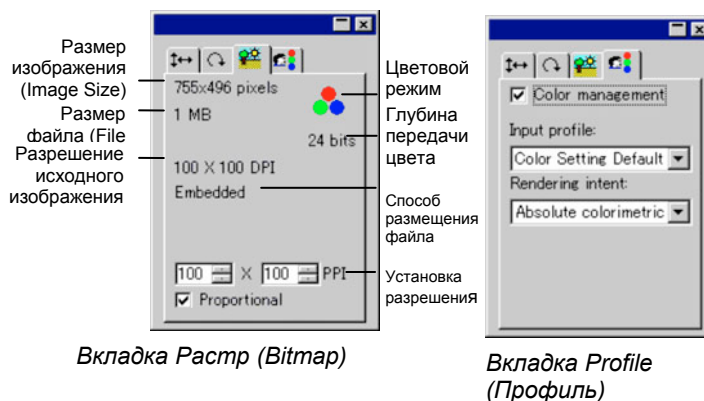 Размер
изображения
(Image Size)
Размер
файла (File
Разрешение
исходного
изображения
755x496 pixels
1 MB
24 bits
100 X 100 DPI
Embedded
100 X 100 PPI
Proportional
Цветовой
режим
Глубина
передачи
цвета
Способ
размещения
файла
Установка
разрешения
Вкладка Растр (Bitmap)
Color management
Input profile:
Color Setting Default
Rendering intent:
Absolute colorimetric
Вкладка Profile
(Профиль)